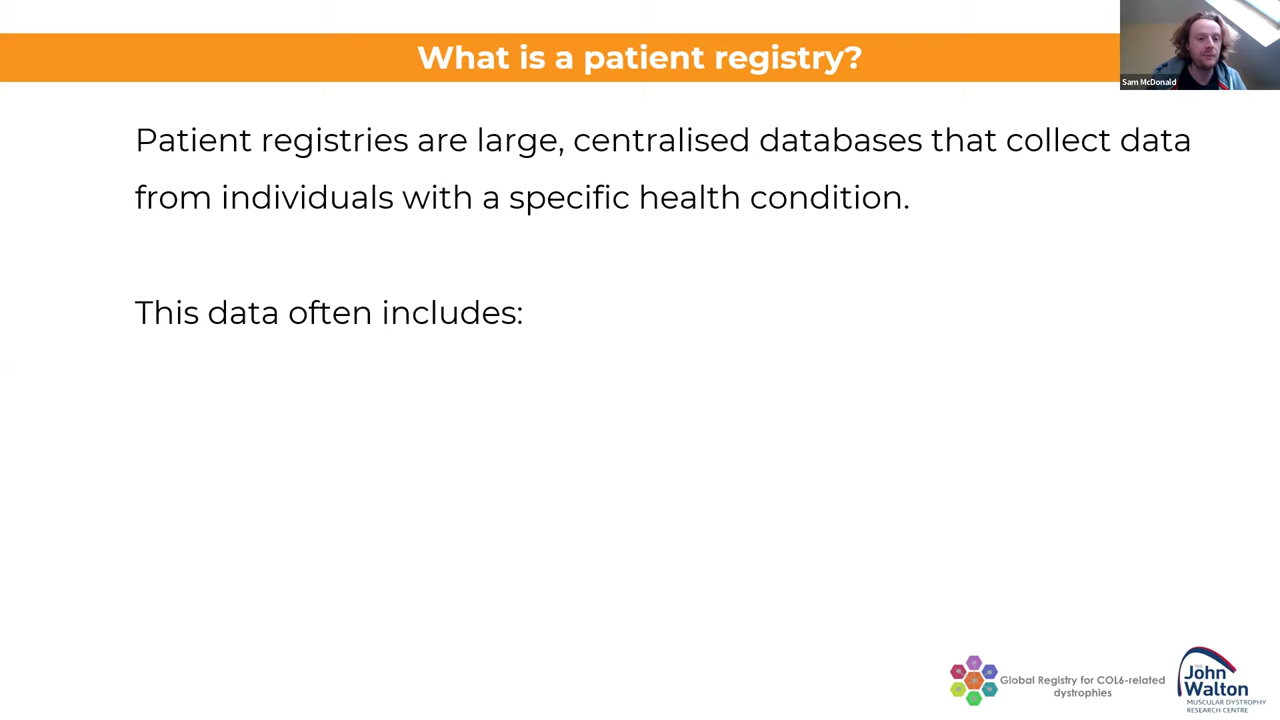 What is a patient registry?
Sam McDonald
Patient registries are large, centralised databases that collect data
from individuals with a specific health condition.
This data often includes:
Global Registry for COL6-related
dystrophies
THE
John
Walton
MUSCULAR DYSTROPHY
RESEARCH CENTRE